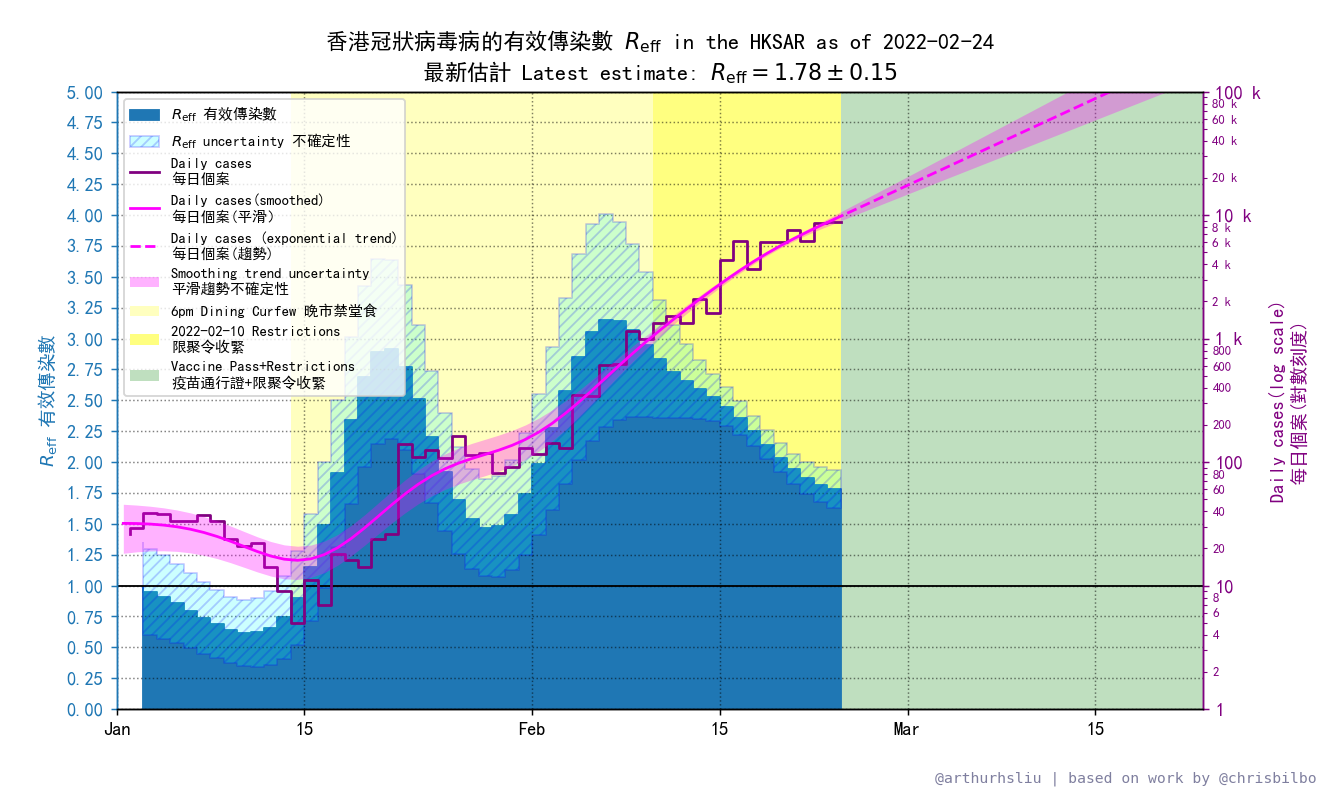 香港冠狀病毒病的有效傳染數 Reff in the HKSAR as of 2022-02-24
最新估計 Latest estimate: Reff = 1.78 ± 0.15
Reff 有效傳染數
Reff uncertainty 不確定性
Daily cases
每日個案
Daily cases(smoothed)
每日個案(平滑)
Daily cases (exponential trend)
每日個案(趨勢)
Smoothing trend uncertainty
平滑趨勢不確定性
6pm Dining Curfew 晚市禁堂食
2022-02-10 Restrictions
限聚令收緊
Vaccine Pass+Restrictions
疫苗通行證+限聚令收緊
Reff 有效傳染數
5.00
4.75
4.50
4.25
4.00
3.75
3.50
3.25
3.00
2.75
2.50
2.25
2.00
1.75
1.50
1.25
1.00
0.75
0.50
0.25
0.00
Jan
15
Feb
15
Mar
15
100 k
80 k
60 k
40 k
20 k
10 k
8 k
6 k
4 k
2 k
1 k
800
600
400
200
100
80
60
40
20
10
8
6
4
2
1
Daily cases(log scale)
每日個案(對數刻度)
@arthurhsliu | based on work by @chrisbilbo